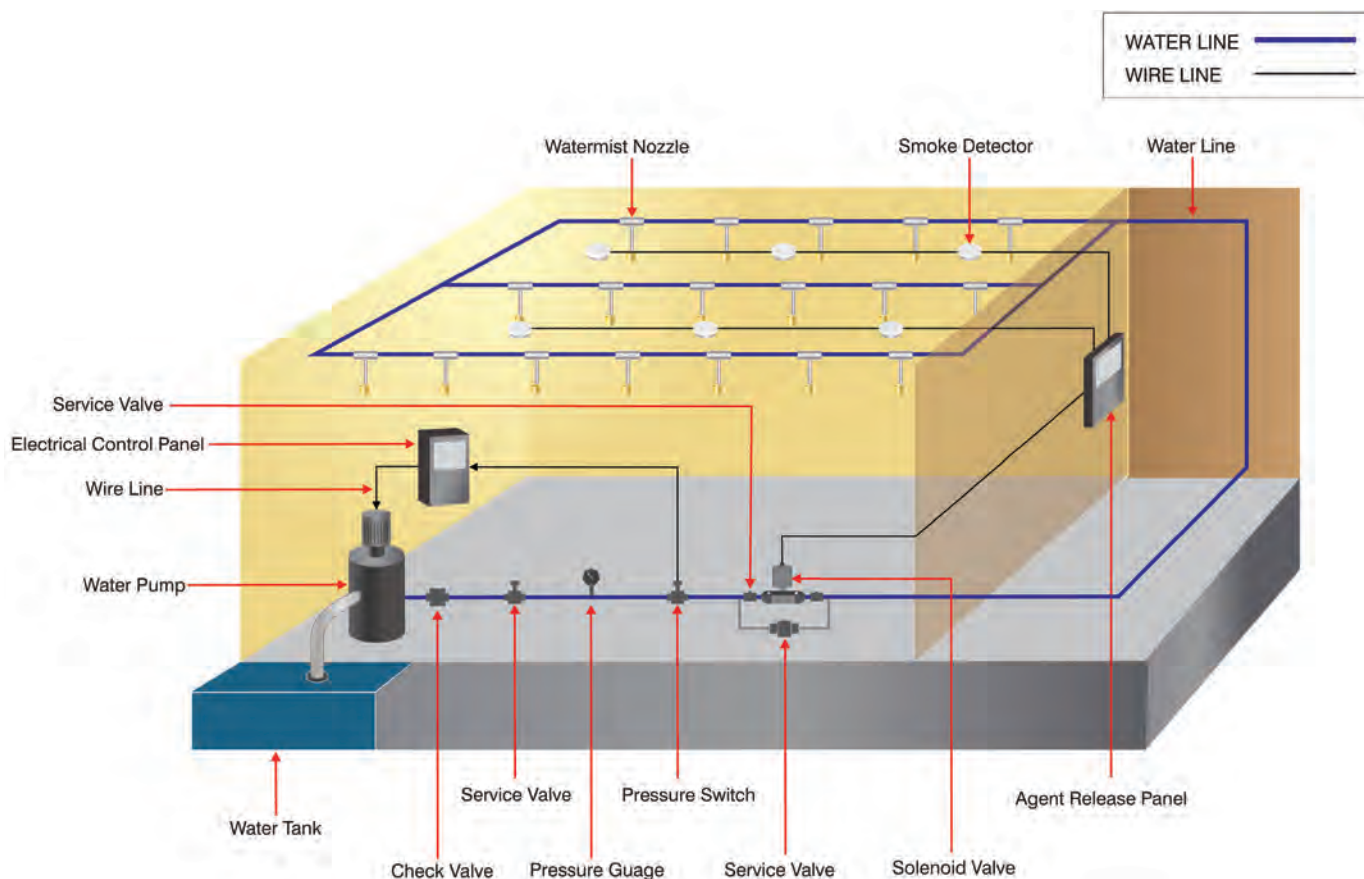 WATER LINE
WIRE LINE
Watermist Nozzle
Smoke Detector
Water Line
Service Valve
Electrical Control Panel
Wire Line
Water Pump
Service Valve
Pressure Switch
Agent Release Panel
Water Tank
Check Valve
Pressure Guage
Service Valve
Solenoid Valve